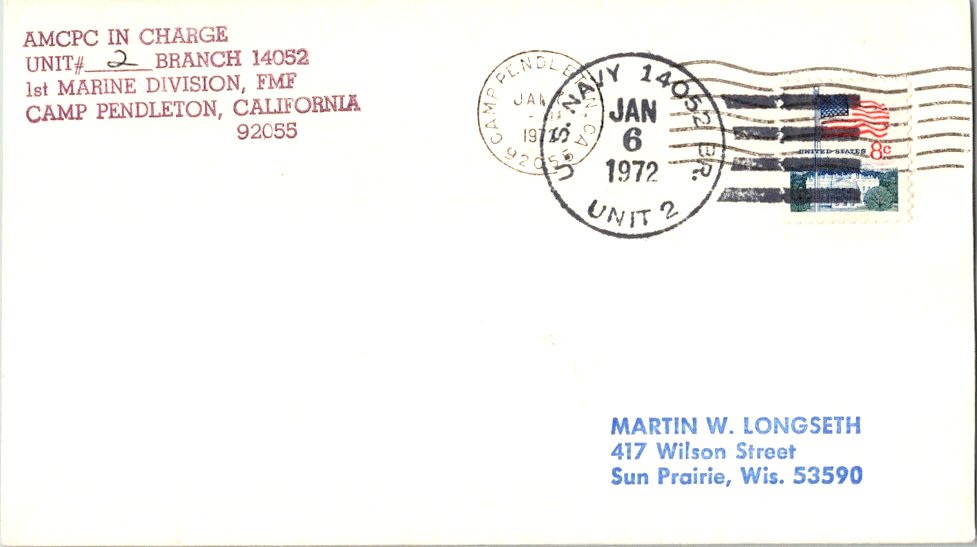 AMCPC IN CHARGE
UNIT# 2 BRANCH 14052
1st MARINE DIVISION, FMF
CAMP PENDLETON, CALIFORNIA
92055
CAMP PENDLETON, CA
JAN
197
92055
U.S. NAVY 14052 BR.
JAN
6
1972
UNIT 2
UNITED STATES 8c
MARTIN W. LONGSETH
417 Wilson Street
Sun Prairie, Wis. 53590